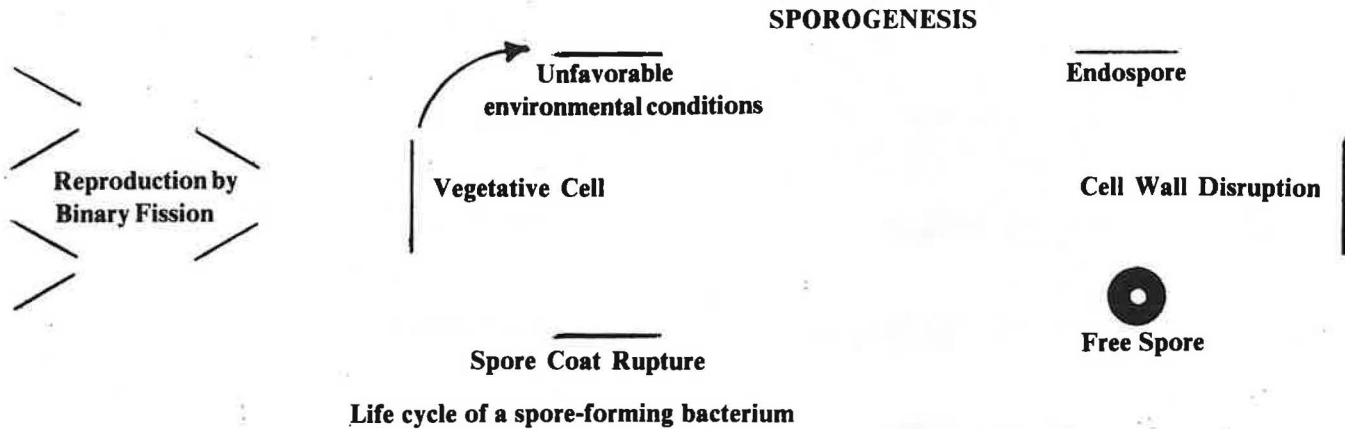 SPOROGENESIS
Unfavorable
environmental conditions
Endospore
Reproduction by
Binary Fission
Vegetative Cell
Cell Wall Disruption
Free Spore
Spore Coat Rupture
Life cycle of a spore-forming bacterium